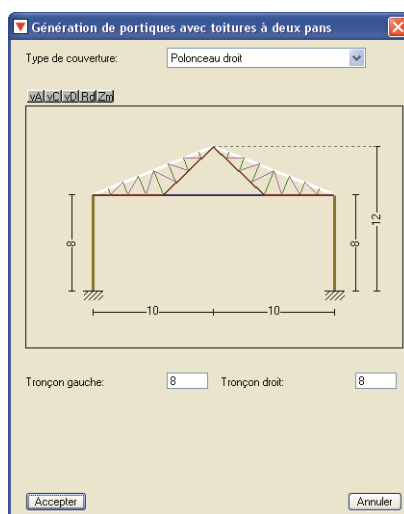 Génération de portiques avec toitures à deux pans
Type de couverture: Polonceau droit
vA vC vD Rd Zm
8 8 12
10 10
Tronçon gauche: 8 Tronçon droit: 8
Accepter Annuler